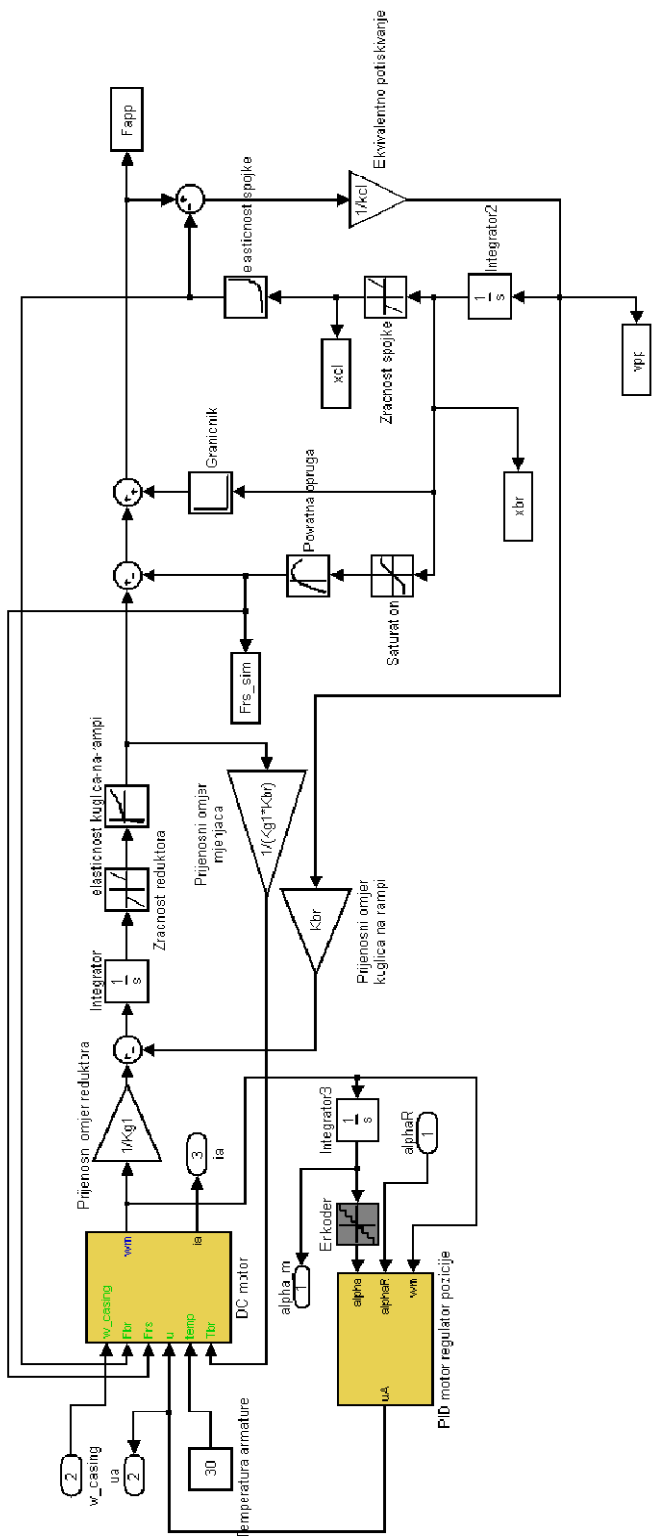 2
w_casing
ua
2
Temperatura armature
30
w_casing
Fbr
Frs
u
temp
Tbr
wm
ia
DC motor
Prijenosn omjer reduktora
1/Kg1
3
ia
Integrator
1
s
Zracnost reduktora
elasticnost kuglica-na-rampi
Prijenosni omjer
mjenjaca
1/(Kg1*Kbr)
Kbr
Prijenosni omjer
kuglica na rampi
Frs_sim
Powratna opruga
Saturation
Granicnik
xbr
xcl
Zracnost spojke
elasticnost spojke
Fapp
1/kcl
Ekvivalentno potiskivanje
Integrator2
1
s
vpp
alpha_m
1
Integrator3
1
s
Enkoder
alphaR
1
alpha
alphaR
wm
uA
PID motor regulator pozicije